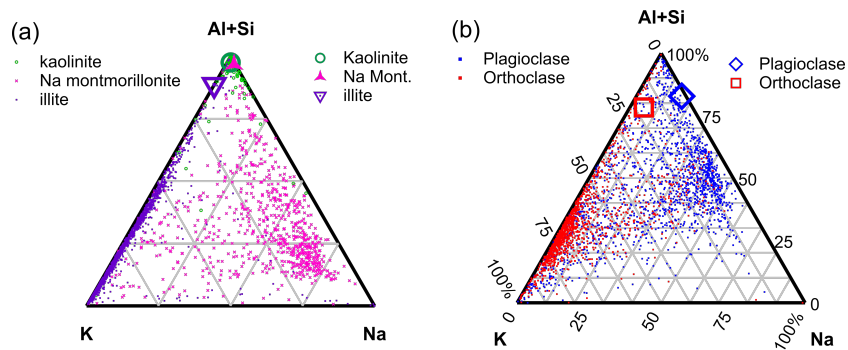 (a)
Al+Si
kaolinite
Na montmorillonite
illite
Kaolinite
Na Mont.
illite
K
Na
(b)
Al+Si
Plagioclase
Orthoclase
Plagioclase
Orthoclase
0
100%
25
75
50
50
75
25
100%
0
0
25
50
75
100%
K
Na